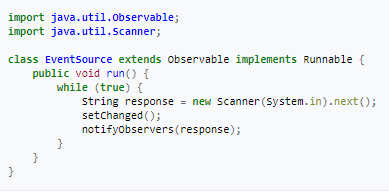 import java.util.Observable;
import java.util.Scanner;

class EventSource extends Observable implements Runnable {
    public void run() {
        while (true) {
            String response = new Scanner(System.in).next();
            setChanged();
            notifyObservers(response);
        }
    }
}